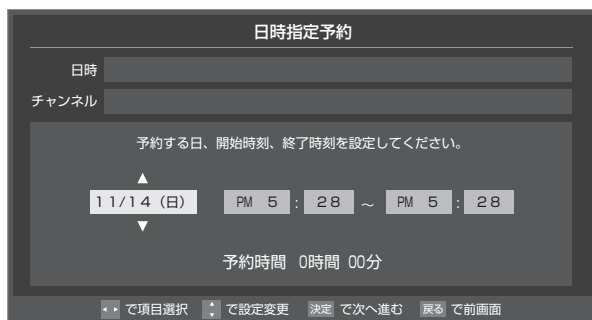 日時指定予約
日時
チャンネル
予約する日、開始時刻、終了時刻を設定してください。
▲
11/14(日) PM 5 : 28 ～ PM 5 : 28
▼
予約時間 0時間 00分
で項目選択 で設定変更 決定 で次へ進む 戻る で前画面